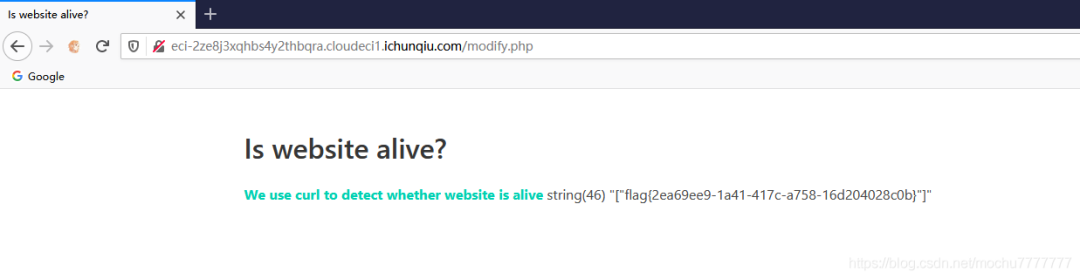 Is website alive?
eci-2ze8j3xqhbs4y2thbqra.cloudeci1.ichunqiu.com/modify.php
Google
Is website alive?
We use curl to detect whether website is alive string(46) "["flag{2ea69ee9-1a41-417c-a758-16d204028c0b}"]"
https://blog.csdn.net/mochu7777777